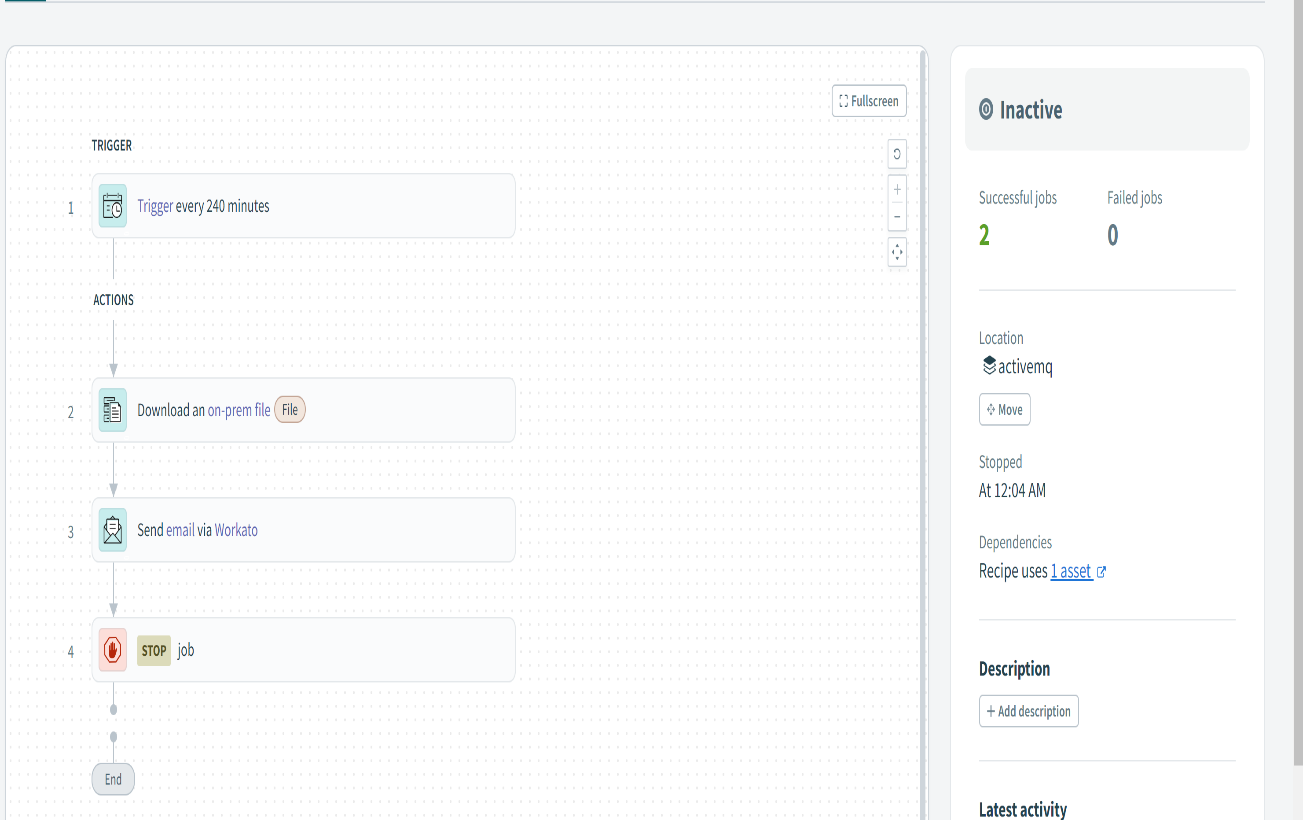 Fullscreen
TRIGGER
1 Trigger every 240 minutes
ACTIONS
2 Download an on-prem file File
3 Send email via Workato
4 STOP job
End
Inactive
Successful jobs Failed jobs
2 0
Location
activemq
Move
Stopped
At 12:04 AM
Dependencies
Recipe uses 1 asset
Description
+ Add description
Latest activity